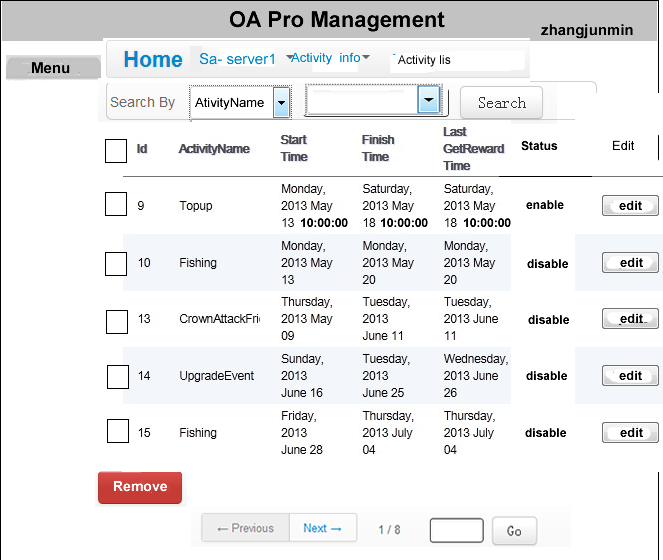 OA Pro Management
zhangjunmin
Menu
Home Sa- server1 Activity info Activity lis
Search By AtivityName Search
Id ActivityName Start Time Finish Time Last GetReward Time Status Edit
9 Topup Monday, 2013 May 13 10:00:00 Saturday, 2013 May 18 10:00:00 Saturday, 2013 May 18 10:00:00 enable edit
10 Fishing Monday, 2013 May 13 Monday, 2013 May 20 Monday, 2013 May 20 disable edit
13 CrownAttackFri Thursday, 2013 May 09 Tuesday, 2013 June 11 Tuesday, 2013 June 11 disable edit
14 UpgradeEvent Sunday, 2013 June 16 Tuesday, 2013 June 25 Wednesday, 2013 June 26 disable edit
15 Fishing Friday, 2013 June 28 Thursday, 2013 July 04 Thursday, 2013 July 04 disable edit
Remove
← Previous Next → 1 / 8 Go